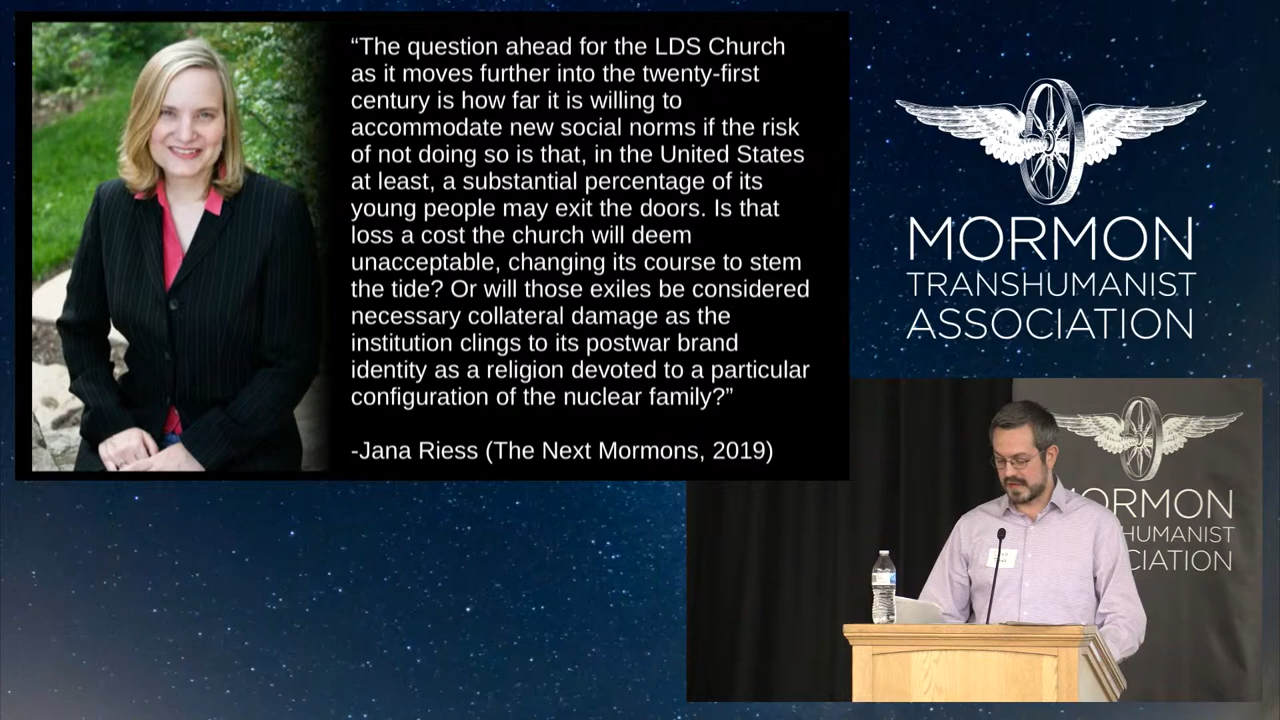 “The question ahead for the LDS Church
as it moves further into the twenty-first
century is how far it is willing to
accommodate new social norms if the risk
of not doing so is that, in the United States
at least, a substantial percentage of its
young people may exit the doors. Is that
loss a cost the church will deem
unacceptable, changing its course to stem
the tide? Or will those exiles be considered
necessary collateral damage as the
institution clings to its postwar brand
identity as a religion devoted to a particular
configuration of the nuclear family?”
-Jana Riess (The Next Mormons, 2019)
MORMON
TRANSHUMANIST
ASSOCIATION
ORMON
HUMANIST
CIATION